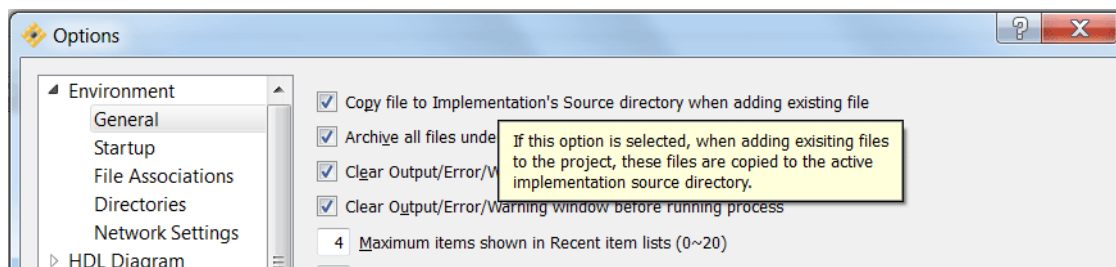 Options
Environment
General
Startup
File Associations
Directories
Network Settings
HDL Diagram
Copy file to Implementation's Source directory when adding existing file
Archive all files unde
If this option is selected, when adding exisiting files
to the project, these files are copied to the active
implementation source directory.
Clear Output/Error/W
Clear Output/Error/Warning window before running process
4 Maximum items shown in Recent item lists (0~20)